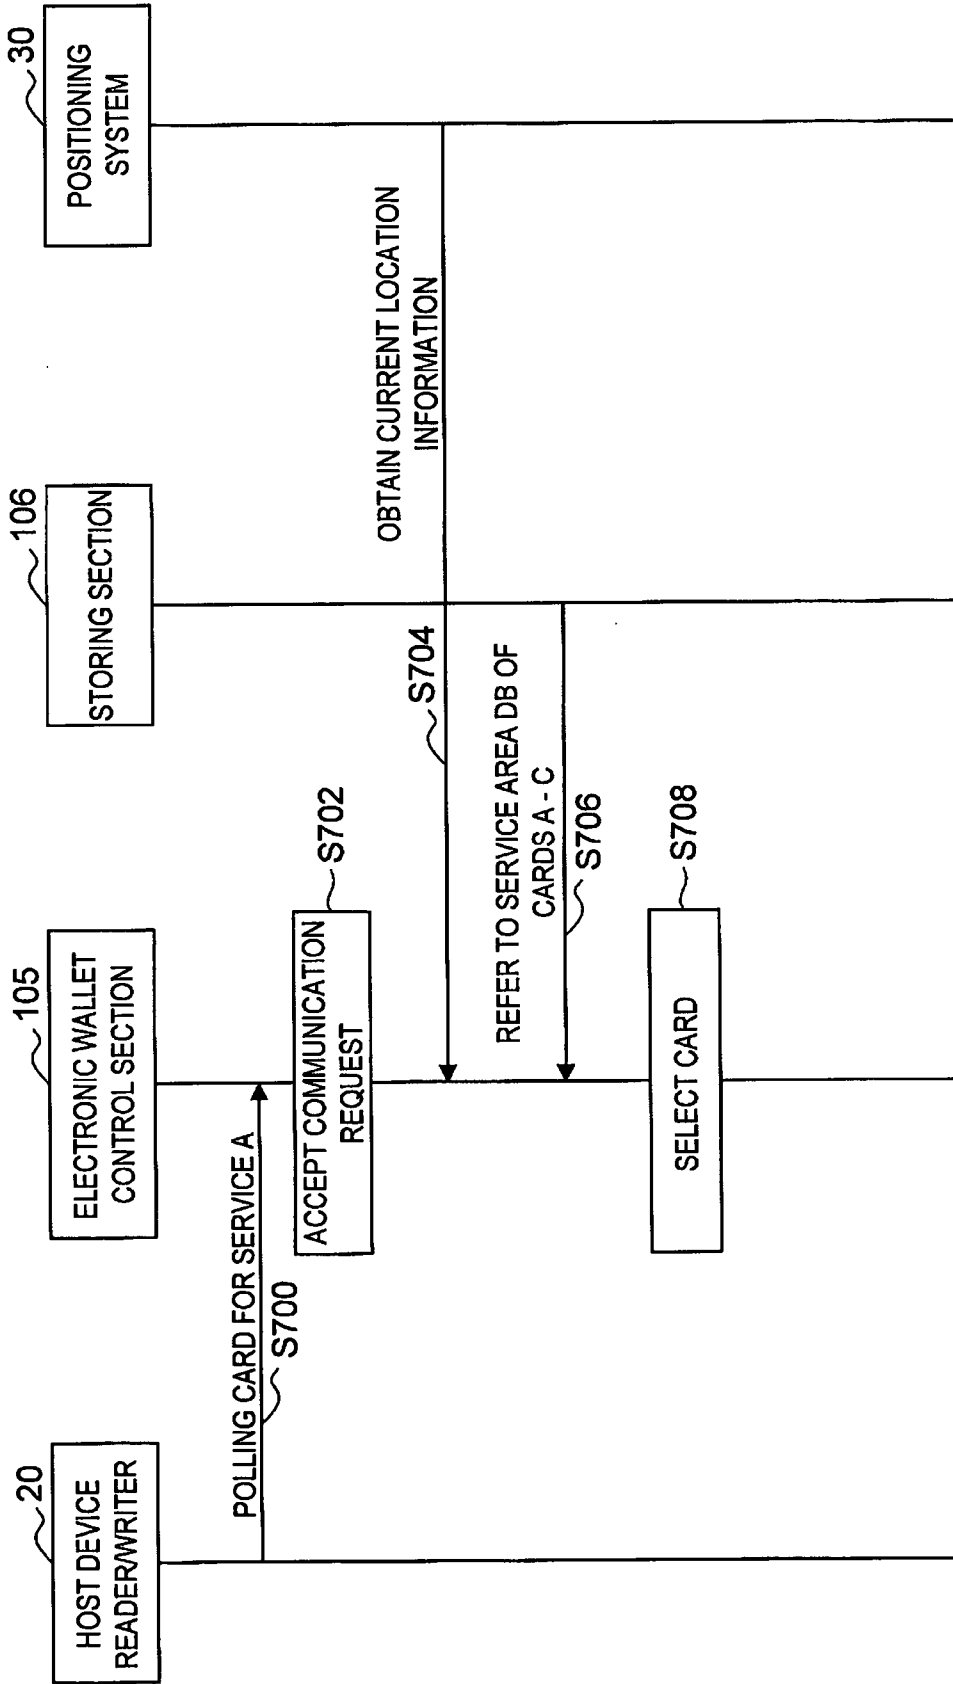 20
HOST DEVICE
READER/WRITER
105
ELECTRONIC WALLET
CONTROL SECTION
106
STORING SECTION
30
POSITIONING
SYSTEM
POLLING CARD FOR SERVICE A
S700
ACCEPT COMMUNICATION
REQUEST
S702
OBTAIN CURRENT LOCATION
INFORMATION
S704
REFER TO SERVICE AREA DB OF
CARDS A - C
S706
SELECT CARD
S708